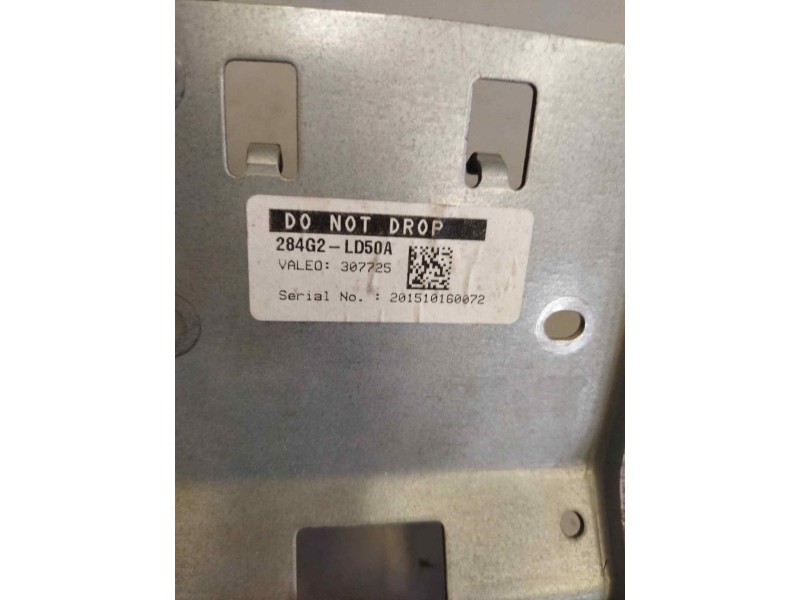 DO NOT DROP
284G2-LD50A
VALEO: 307725
Serial No. : 201510160072